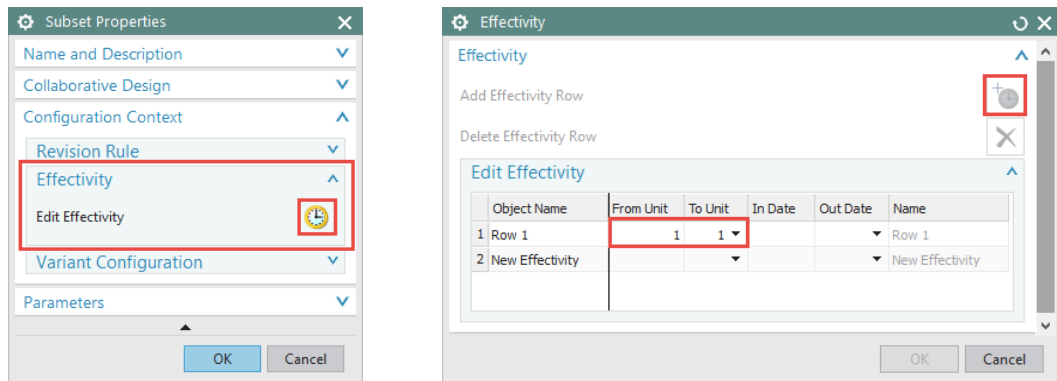 Subset Properties
Name and Description
Collaborative Design
Configuration Context
Revision Rule
Effectivity
Edit Effectivity
Variant Configuration
Parameters
OK Cancel
Effectivity
Effectivity
Add Effectivity Row
Delete Effectivity Row
Edit Effectivity
Object Name From Unit To Unit In Date Out Date Name
1 Row 1 1 1 Row 1
2 New Effectivity New Effectivity
OK Cancel